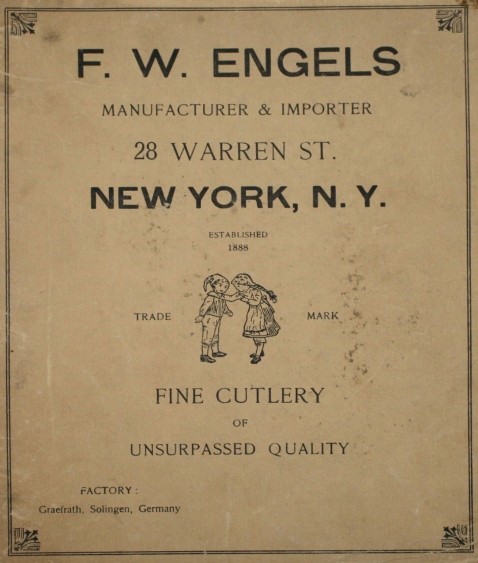 F. W. ENGELS
MANUFACTURER & IMPORTER
28 WARREN ST.
NEW YORK, N. Y.
ESTABLISHED
1888
TRADE MARK
FINE CUTLERY
OF
UNSURPASSED QUALITY
FACTORY:
Graefrath, Solingen, Germany